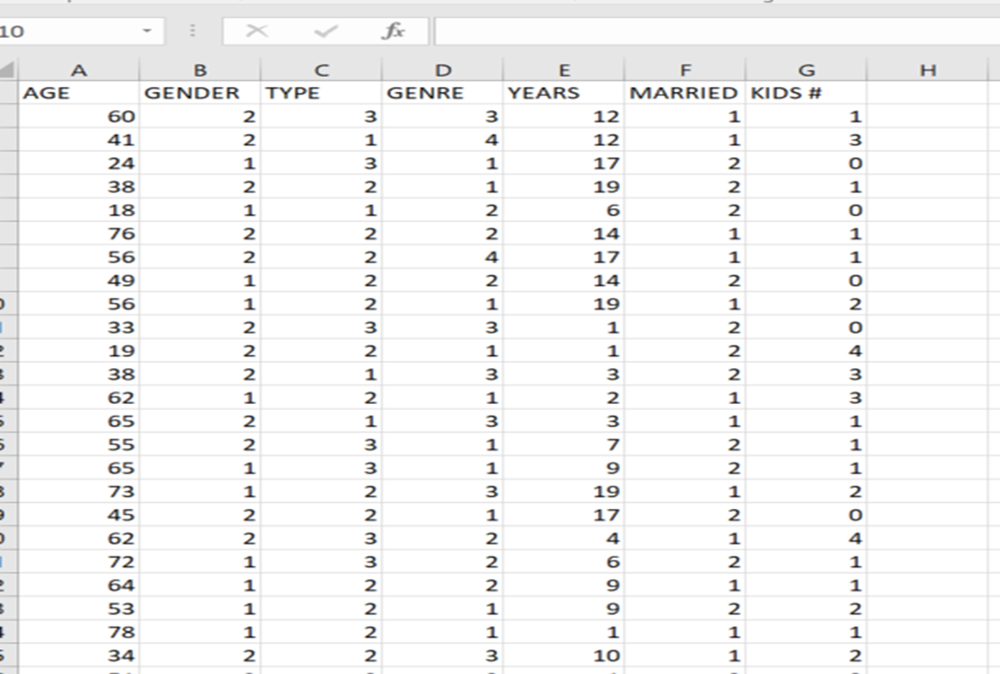 10 fx
A B C D E F G H
AGE GENDER TYPE GENRE YEARS MARRIED KIDS #
60 2 3 3 12 1 1
41 2 1 4 12 1 3
24 1 3 1 17 2 0
38 2 2 1 19 2 1
18 1 1 2 6 2 0
76 2 2 2 14 1 1
56 2 2 4 17 1 1
49 1 2 2 14 2 0
56 1 2 1 19 1 2
33 2 3 3 1 2 0
19 2 2 1 1 2 4
38 2 1 3 3 2 3
62 1 2 1 2 1 3
65 2 1 3 3 1 1
55 2 3 1 7 2 1
65 1 3 1 9 2 1
73 1 2 3 19 1 2
45 2 2 1 17 2 0
62 2 3 2 4 1 4
72 1 3 2 6 2 1
64 1 2 2 9 1 1
53 1 2 1 9 2 2
78 1 2 1 1 1 1
34 2 2 3 10 1 2